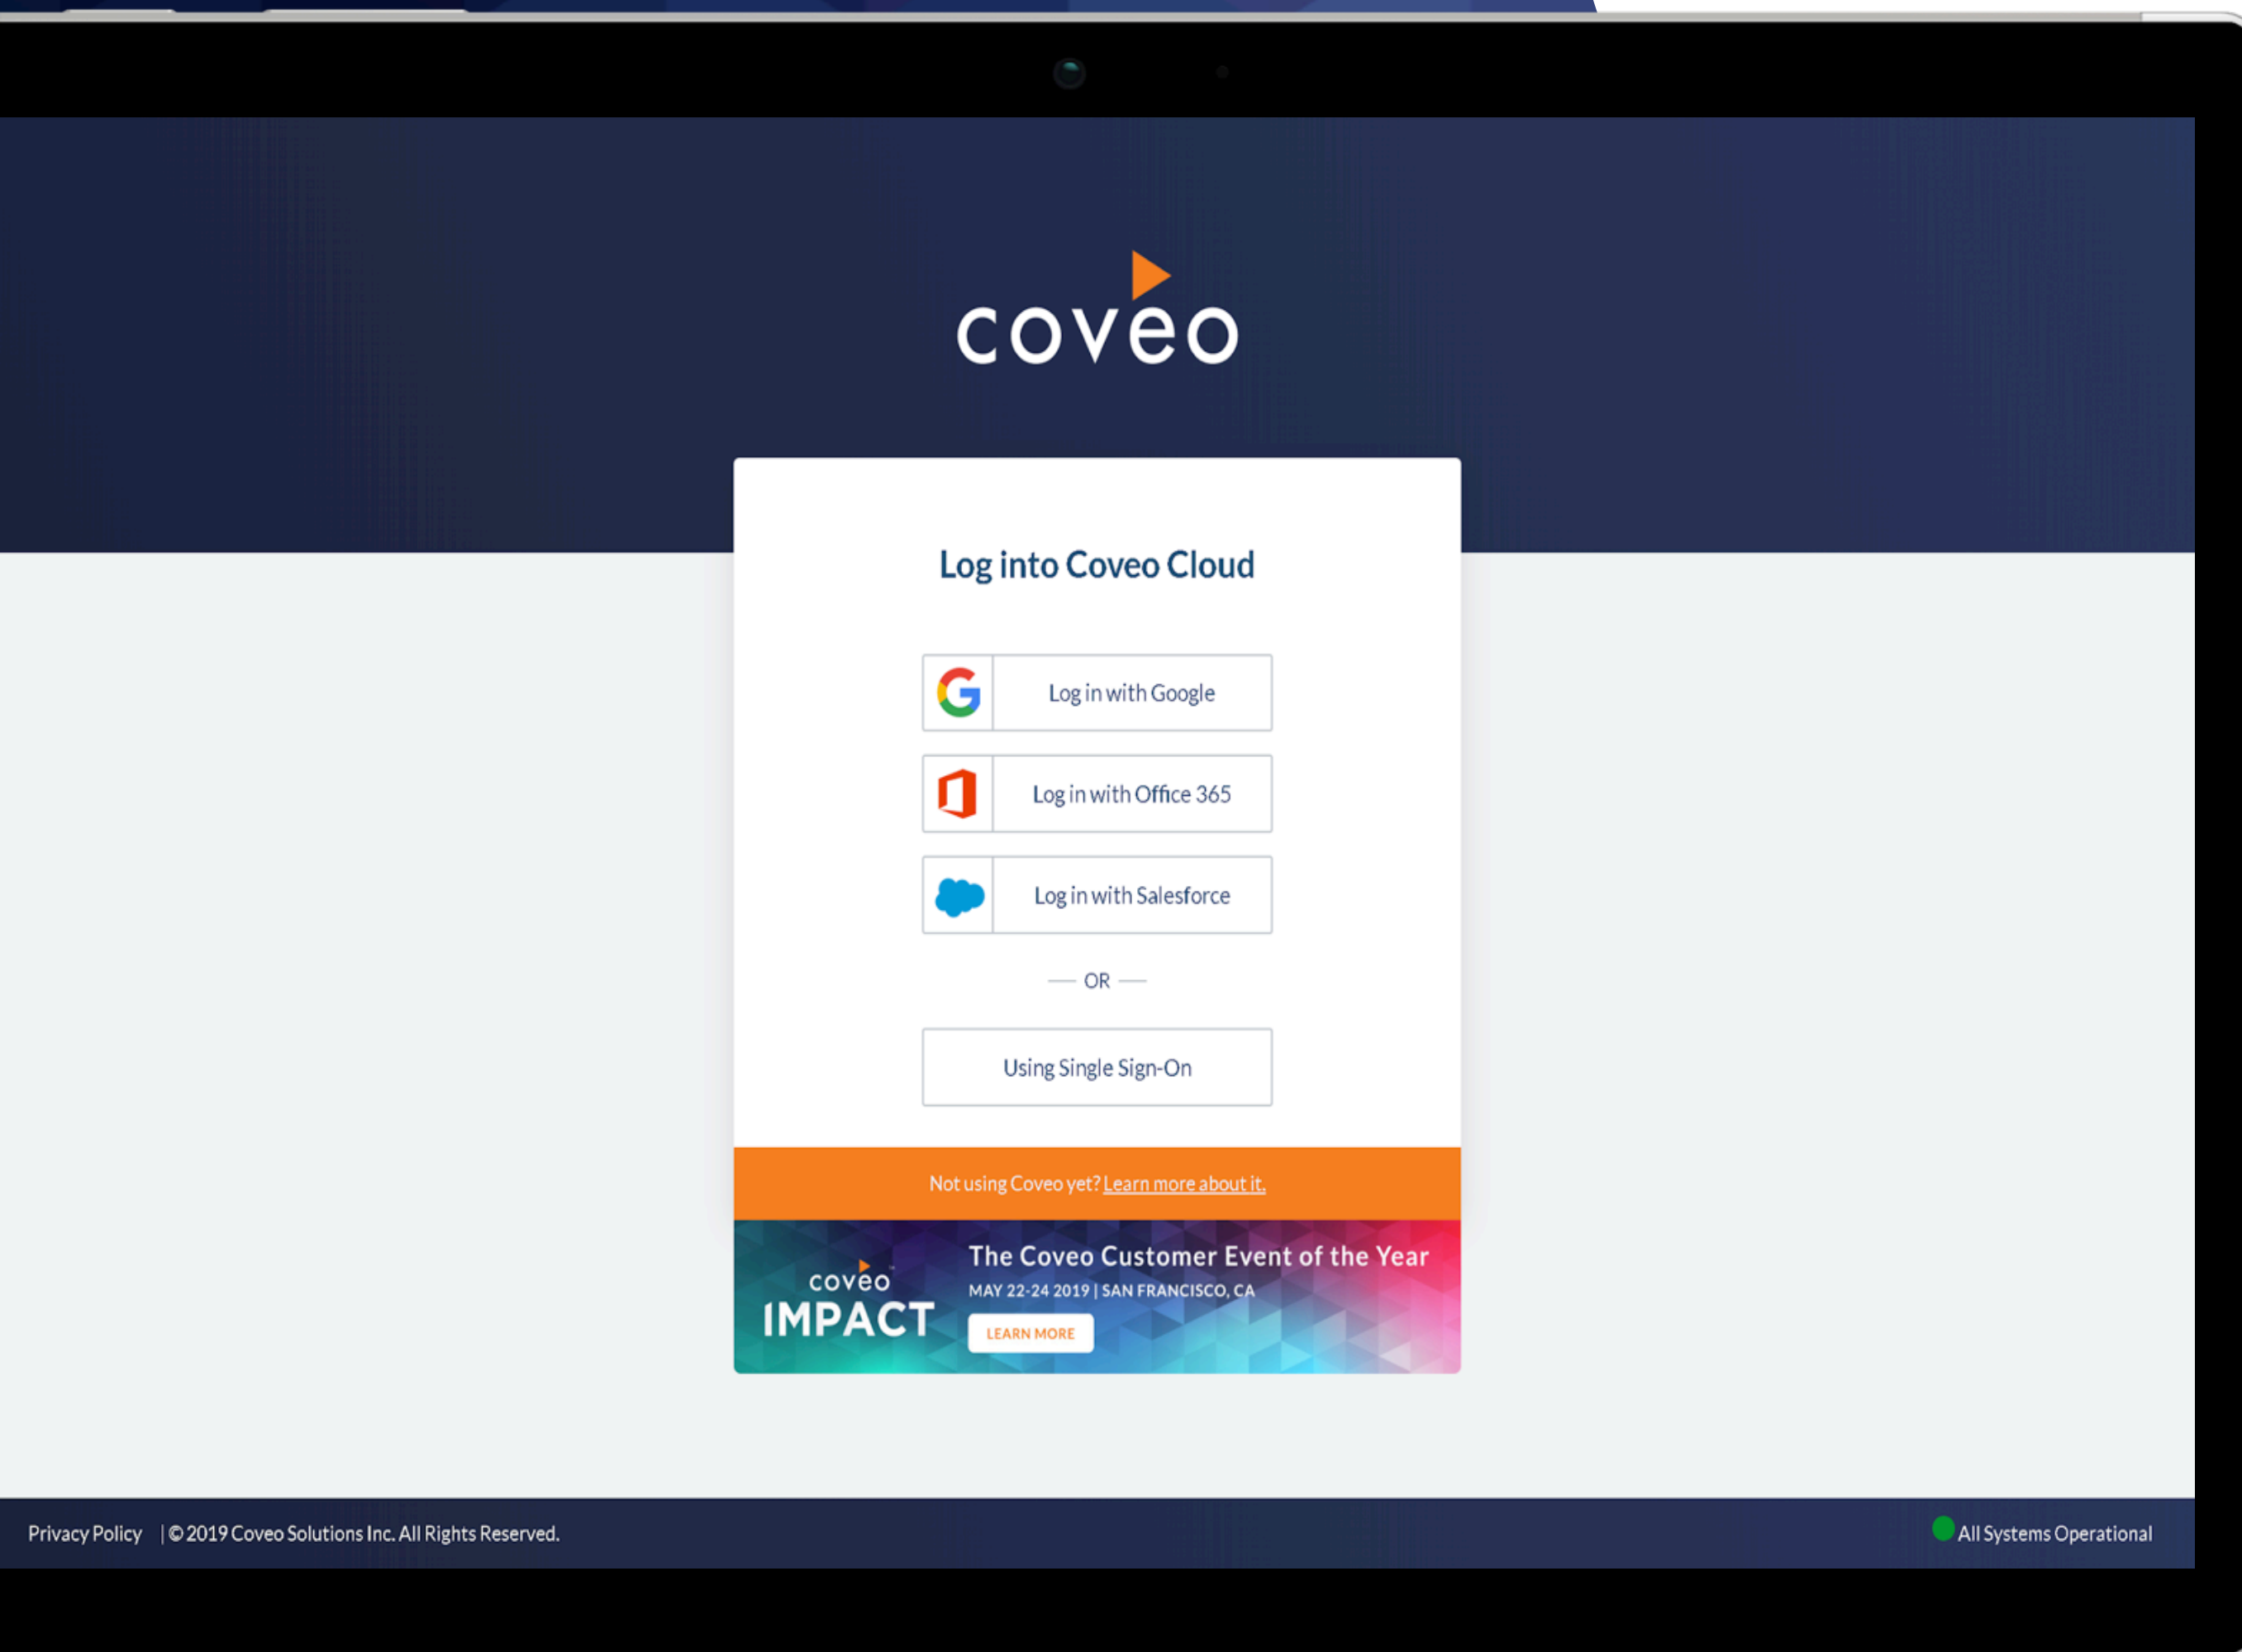 coveo
Log into Coveo Cloud
Log in with Google
Log in with Office 365
Log in with Salesforce
OR
Using Single Sign-On
Not using Coveo yet? Learn more about it.
coveo
IMPACT
The Coveo Customer Event of the Year
MAY 22-24 2019 | SAN FRANCISCO, CA
LEARN MORE
Privacy Policy | © 2019 Coveo Solutions Inc. All Rights Reserved.
All Systems Operational